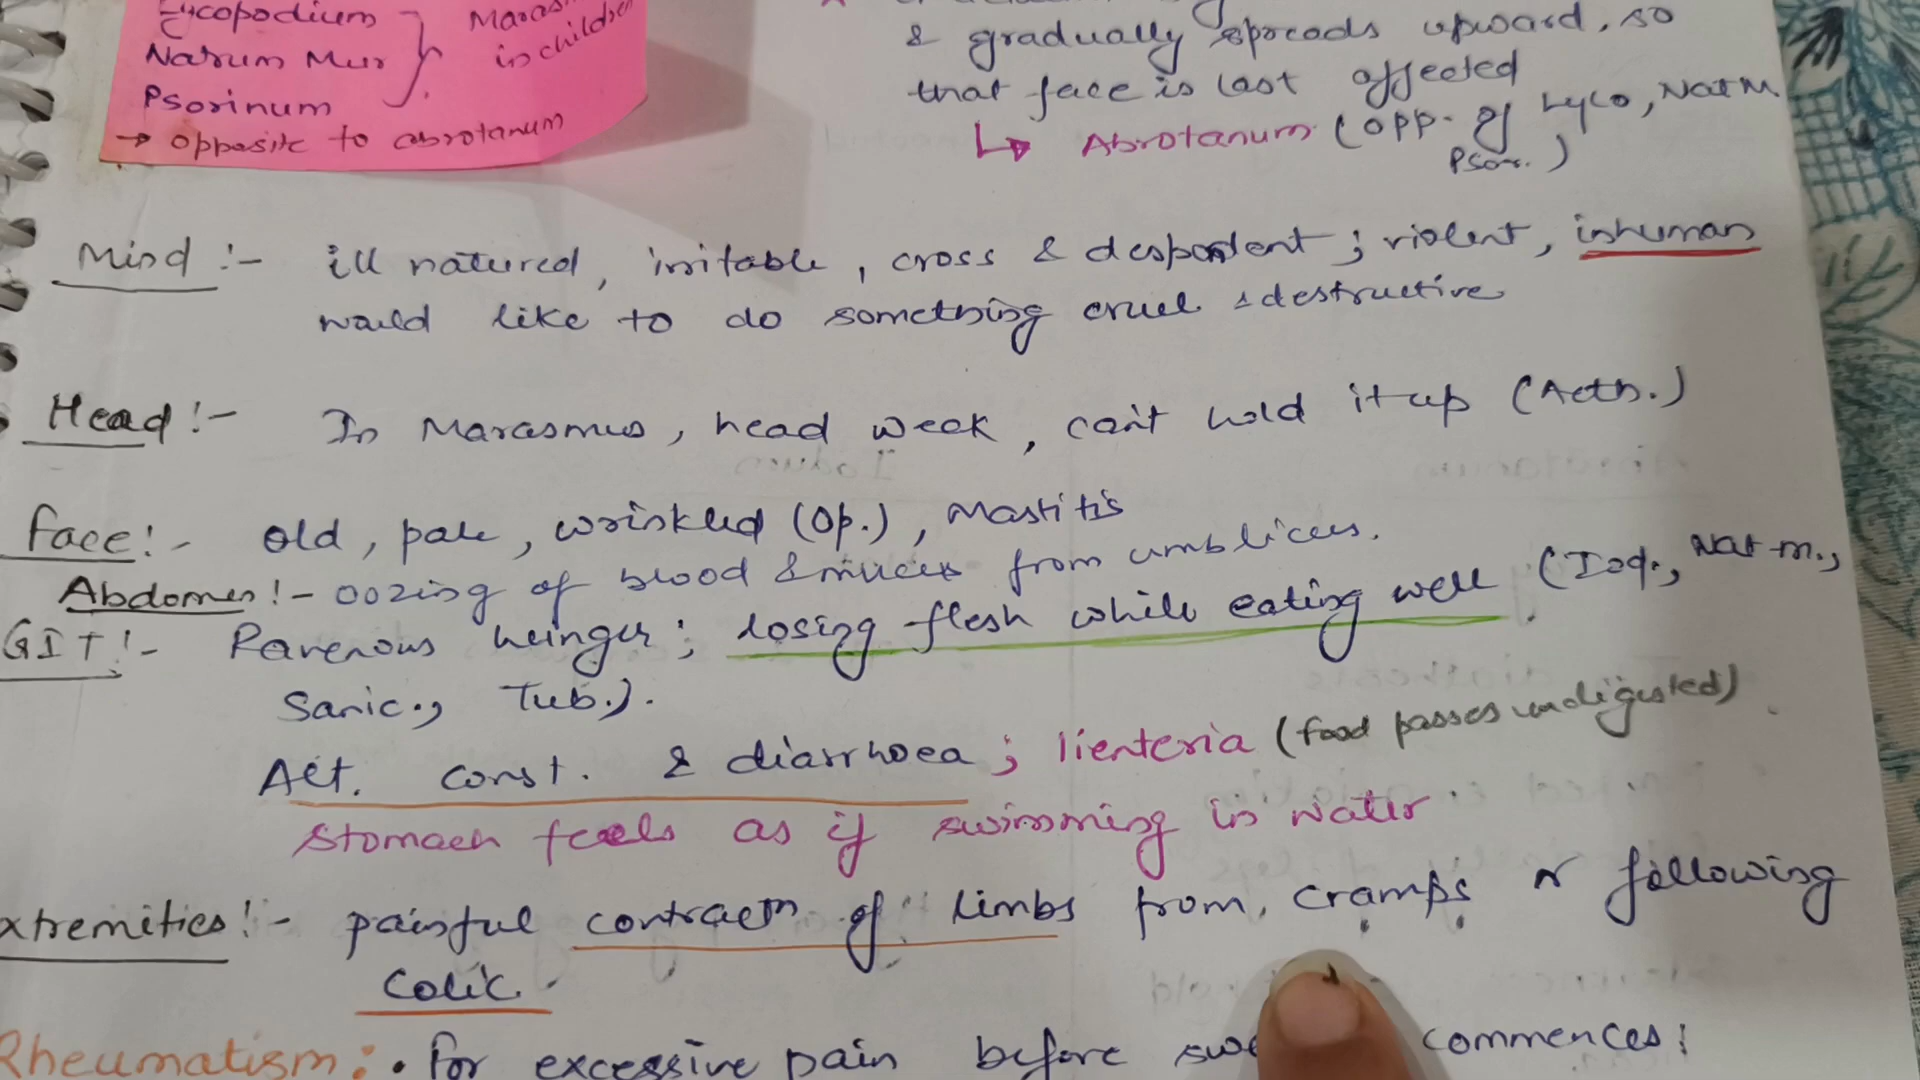 Lycopodium
Natrum Mur
Psorinum
in children
→ opposite to abrotanum
& gradually spreads upward, so
that face is last affected
↳ Abrotanum (opp. of Lyco, Nat M.
Psor.)
Mind :- ill natured, irritable, cross & despondent ; violent, inhuman
would like to do something cruel & destructive
Head :- In Marasmus, head weak, can't hold it up (Aeth.)
Face :- old, pale, wrinkled (Op.), Mastitis
Abdomen :- oozing of blood & mucus from umblicus.
GIT :- Ravenous hunger ; losing flesh while eating well (Iod., Nat-m.,
Sanic., Tub.).
Alt. const. & diarrhoea ; lienteria (food passes undigested)
stomach feels as if swimming in water
xtremities :- painful contractn of limbs from cramps or following
colic.
Rheumatism : • For excessive pain before swe commences :